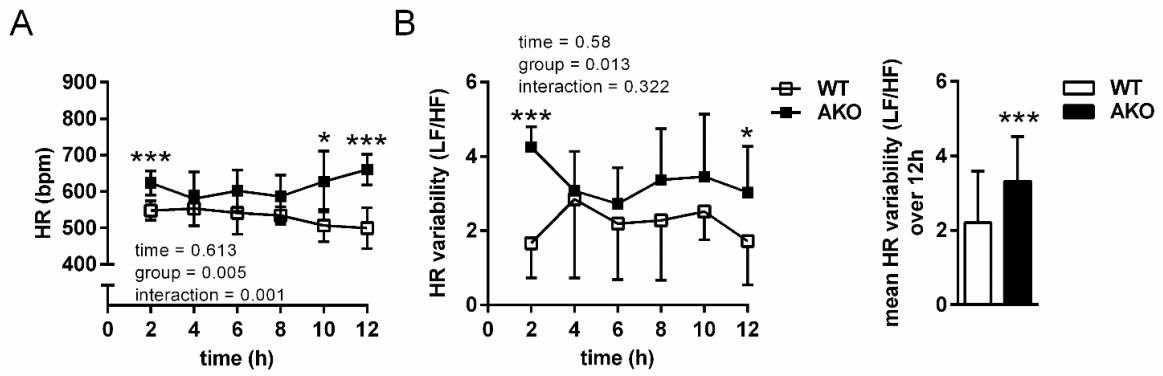 A
HR (bpm)
900
800
700
600
500
400
***
*
***
time = 0.613
group = 0.005
interaction = 0.001
0
2
4
6
8
10
12
time (h)
B
time = 0.58
group = 0.013
interaction = 0.322
HR variability (LF/HF)
6
4
2
0
***
*
0
2
4
6
8
10
12
time (h)
WT
AKO
mean HR variability (LF/HF)
over 12h
6
4
2
0
***
WT
AKO